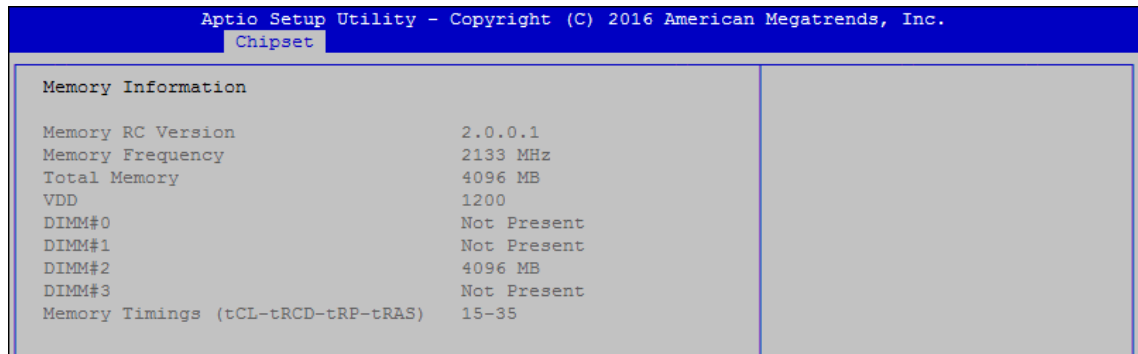 Aptio Setup Utility - Copyright (C) 2016 American Megatrends, Inc.
Chipset
Memory Information
Memory RC Version 2.0.0.1
Memory Frequency 2133 MHz
Total Memory 4096 MB
VDD 1200
DIMM#0 Not Present
DIMM#1 Not Present
DIMM#2 4096 MB
DIMM#3 Not Present
Memory Timings (tCL-tRCD-tRP-tRAS) 15-35